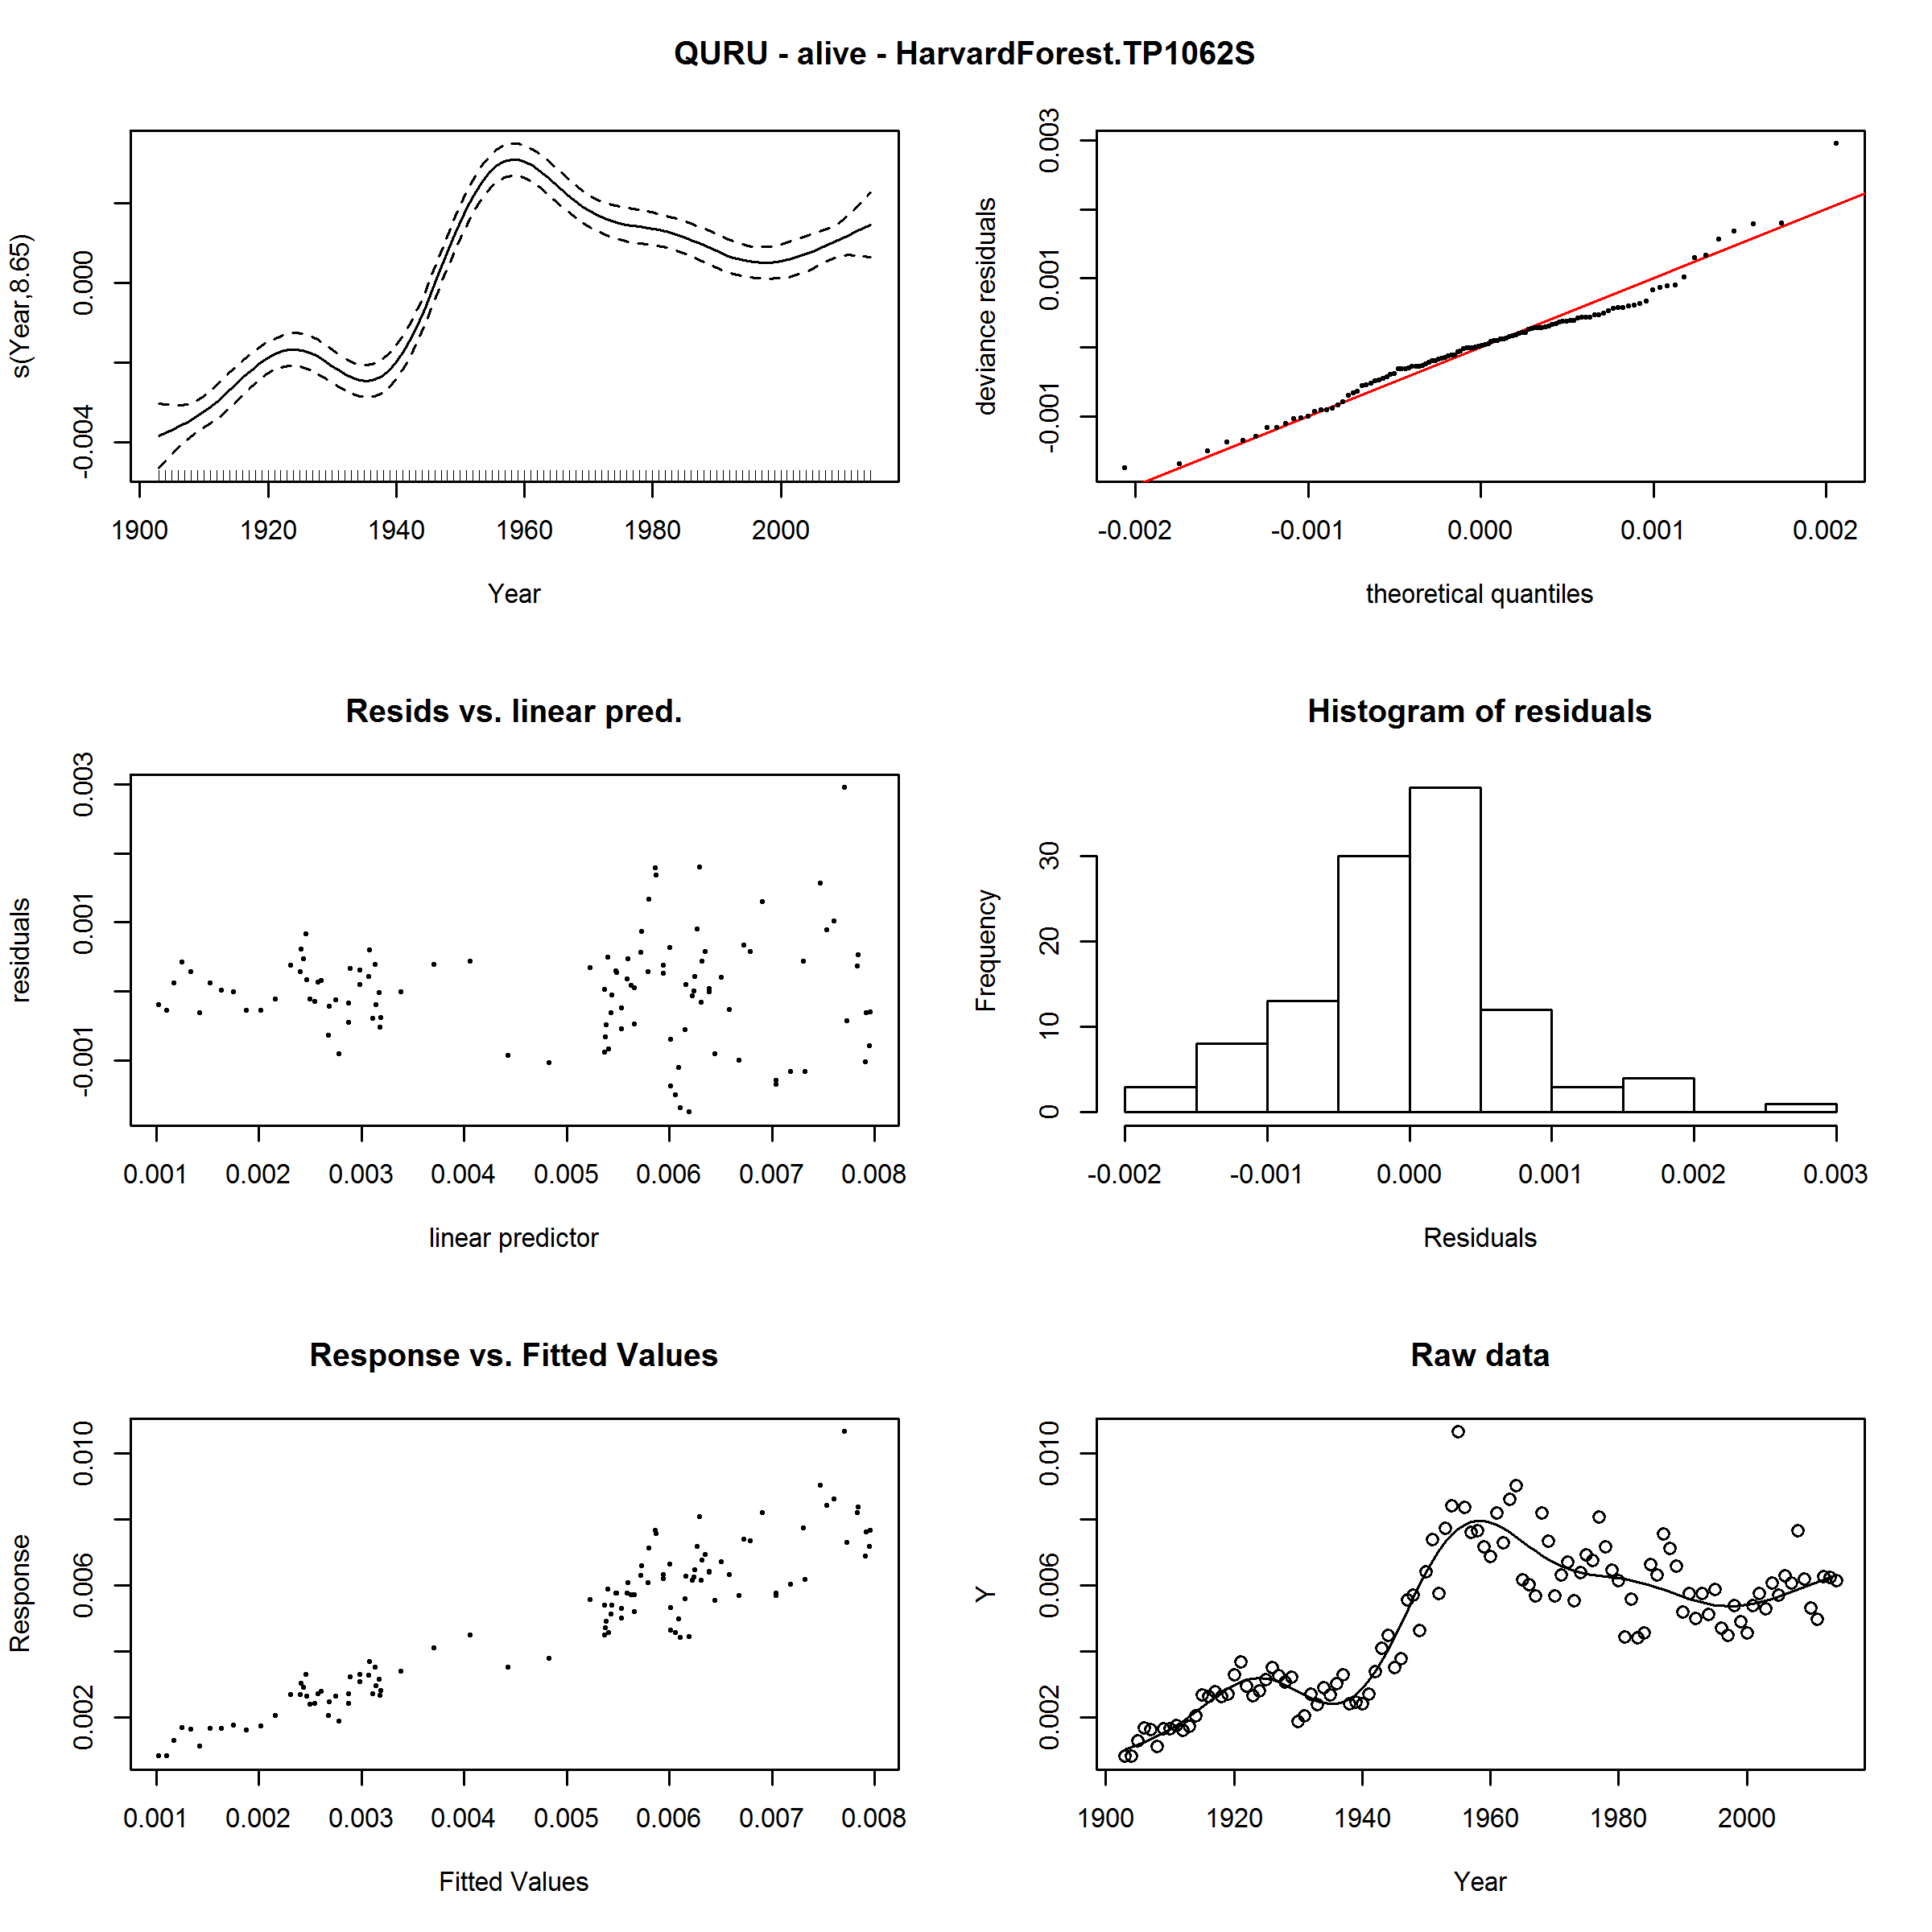 QURU - alive - HarvardForest.TP1062S
s(Year,8.65)
-0.004 0.000
1900 1920 1940 1960 1980 2000
Year
deviance residuals
-0.001 0.001 0.003
-0.002 -0.001 0.000 0.001 0.002
theoretical quantiles
Resids vs. linear pred.
residuals
-0.001 0.001 0.003
0.001 0.002 0.003 0.004 0.005 0.006 0.007 0.008
linear predictor
Histogram of residuals
Frequency
0 10 20 30
-0.002 -0.001 0.000 0.001 0.002 0.003
Residuals
Response vs. Fitted Values
Response
0.002 0.006 0.010
0.001 0.002 0.003 0.004 0.005 0.006 0.007 0.008
Fitted Values
Raw data
Y
0.002 0.006 0.010
1900 1920 1940 1960 1980 2000
Year